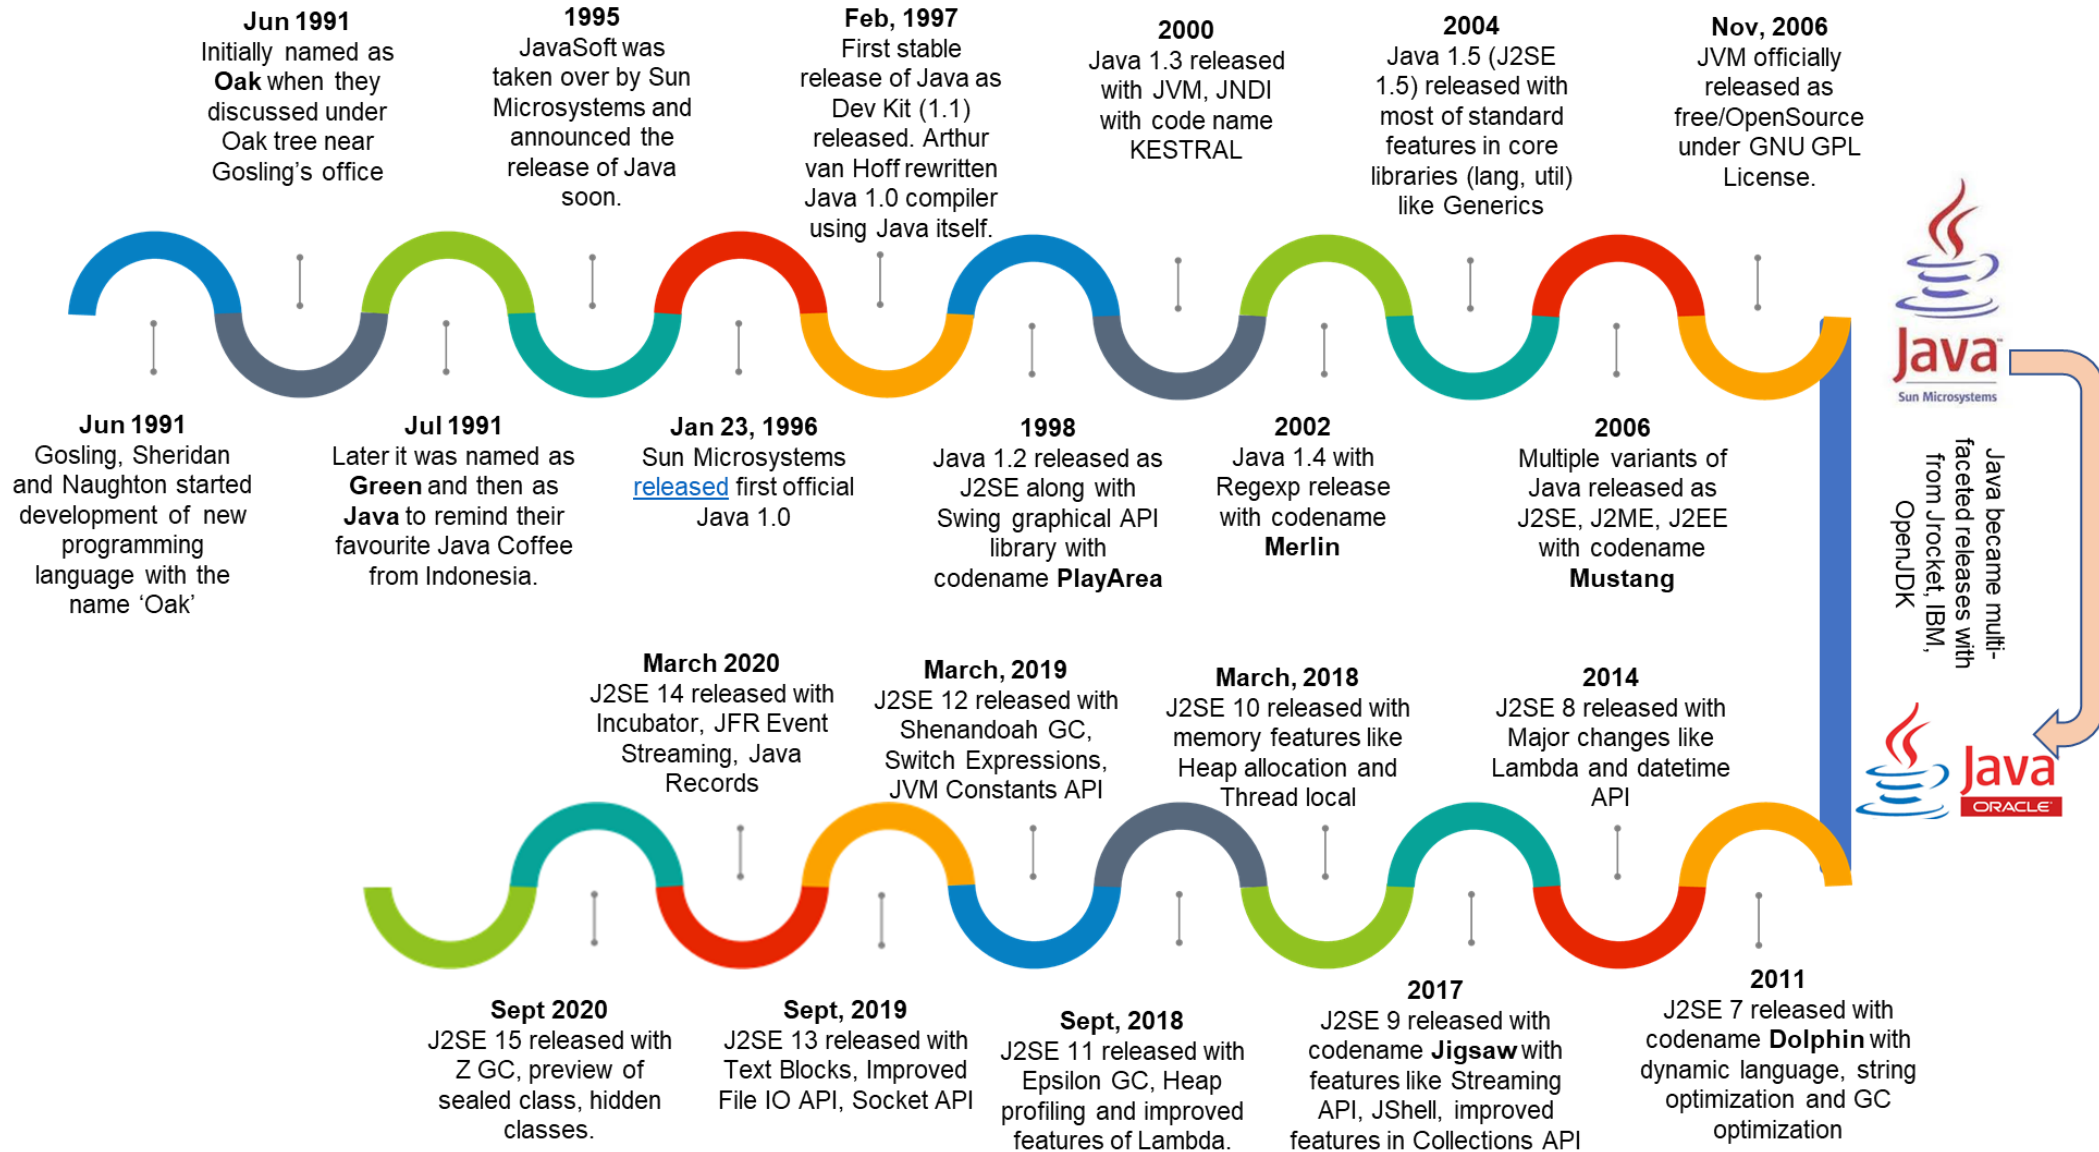 Jun 1991
Initially named as
Oak when they
discussed under
Oak tree near
Gosling's office
1995
JavaSoft was
taken over by Sun
Microsystems and
announced the
release of Java
soon.
Feb, 1997
First stable
release of Java as
Dev Kit (1.1)
released. Arthur
van Hoff rewritten
Java 1.0 compiler
using Java itself.
2000
Java 1.3 released
with JVM, JNDI
with code name
KESTRAL
2004
Java 1.5 (J2SE
1.5) released with
most of standard
features in core
libraries (lang, util)
like Generics
Nov, 2006
JVM officially
released as
free/OpenSource
under GNU GPL
License.
Java™
Sun Microsystems
Jun 1991
Gosling, Sheridan
and Naughton started
development of new
programming
language with the
name ‘Oak’
Jul 1991
Later it was named as
Green and then as
Java to remind their
favourite Java Coffee
from Indonesia.
Jan 23, 1996
Sun Microsystems
released first official
Java 1.0
1998
Java 1.2 released as
J2SE along with
Swing graphical API
library with
codename PlayArea
2002
Java 1.4 with
Regexp release
with codename
Merlin
2006
Multiple variants of
Java released as
J2SE, J2ME, J2EE
with codename
Mustang
Java became multi-
faceted releases with
from Jrocket, IBM,
OpenJDK
March 2020
J2SE 14 released with
Incubator, JFR Event
Streaming, Java
Records
March, 2019
J2SE 12 released with
Shenandoah GC,
Switch Expressions,
JVM Constants API
March, 2018
J2SE 10 released with
memory features like
Heap allocation and
Thread local
2014
J2SE 8 released with
Major changes like
Lambda and datetime
API
Java
ORACLE
Sept 2020
J2SE 15 released with
Z GC, preview of
sealed class, hidden
classes.
Sept, 2019
J2SE 13 released with
Text Blocks, Improved
File IO API, Socket API
Sept, 2018
J2SE 11 released with
Epsilon GC, Heap
profiling and improved
features of Lambda.
2017
J2SE 9 released with
codename Jigsaw with
features like Streaming
API, JShell, improved
features in Collections API
2011
J2SE 7 released with
codename Dolphin with
dynamic language, string
optimization and GC
optimization